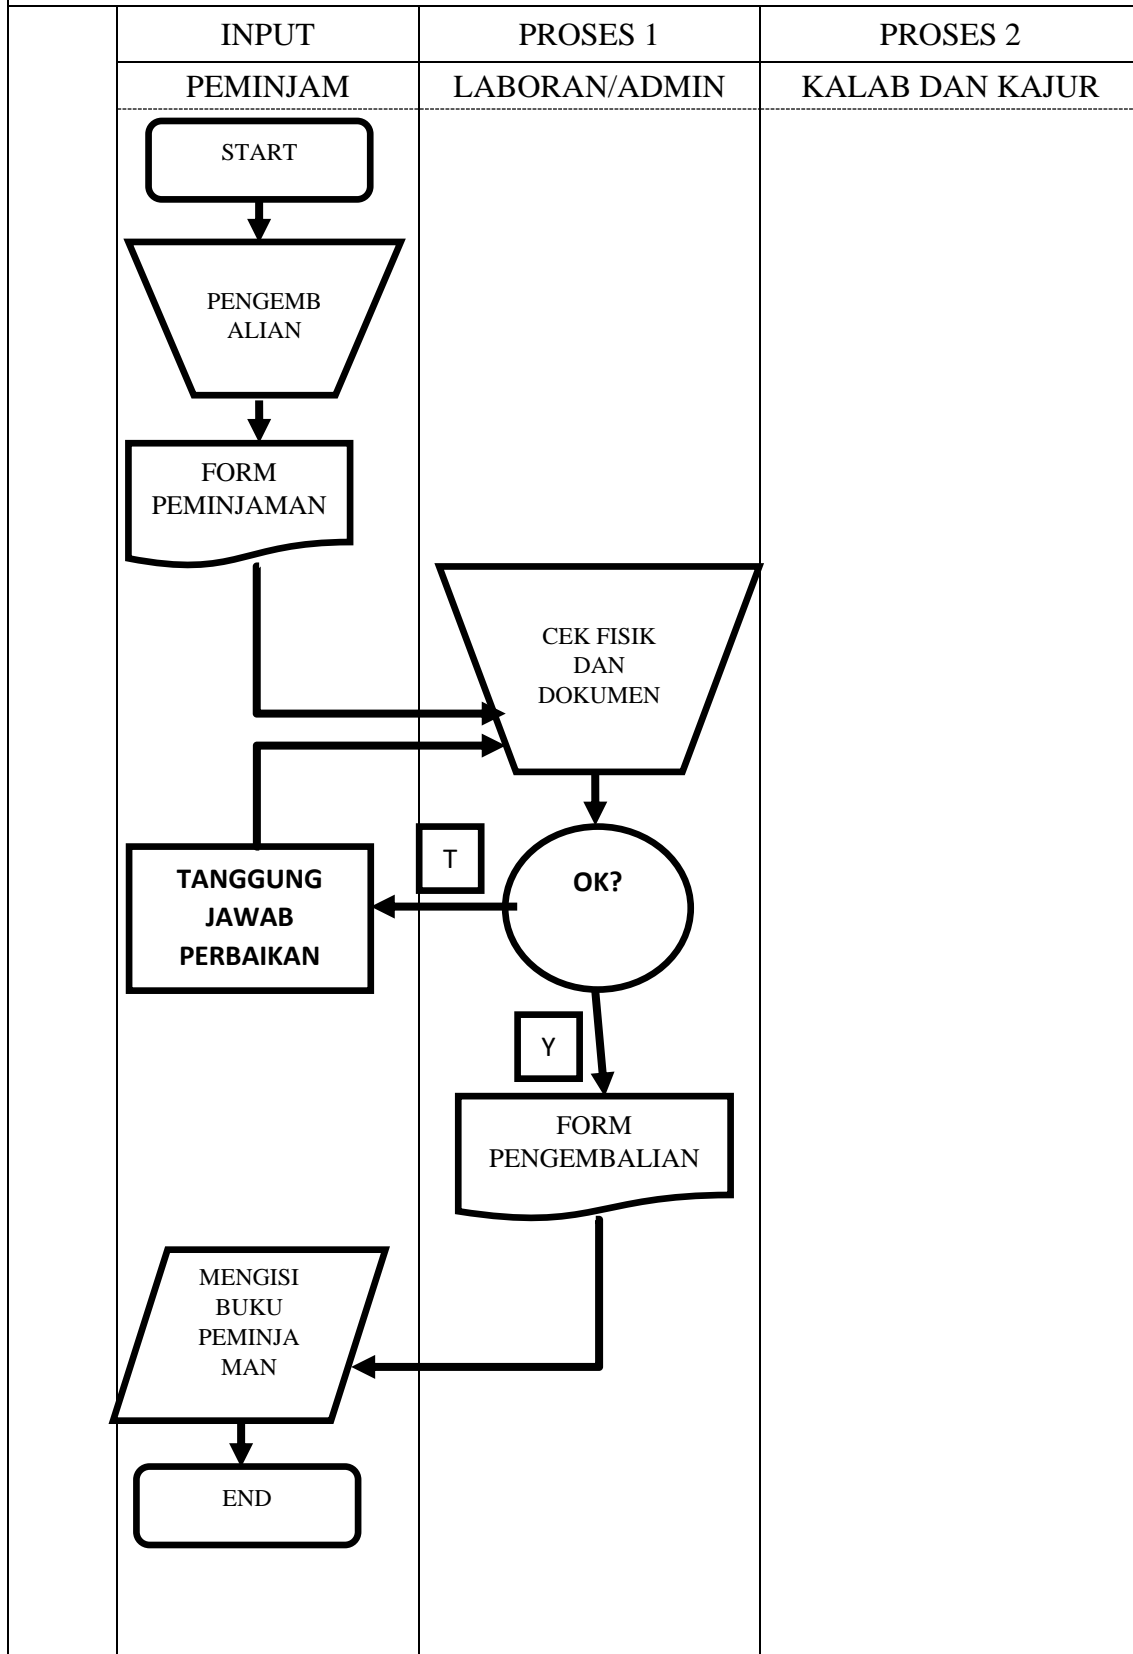 INPUT
PROSES 1
PROSES 2
PEMINJAM
LABORAN/ADMIN
KALAB DAN KAJUR
START
PENGEMB
ALIAN
FORM
PEMINJAMAN
CEK FISIK
DAN
DOKUMEN
T
OK?
TANGGUNG
JAWAB
PERBAIKAN
Y
FORM
PENGEMBALIAN
MENGISI
BUKU
PEMINJA
MAN
END